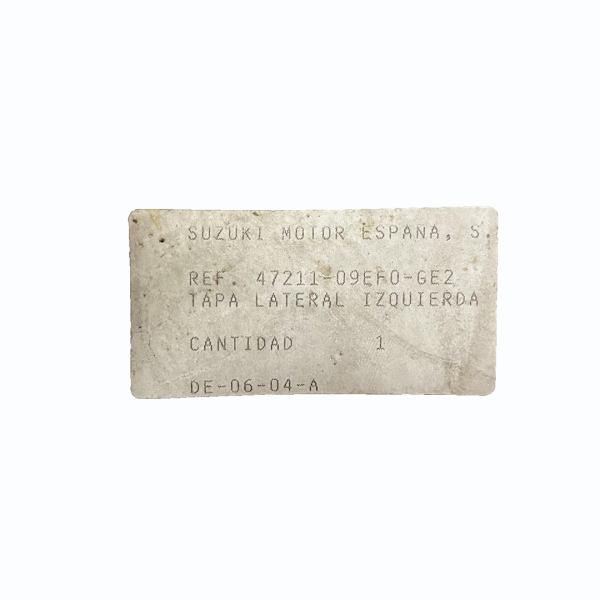 SUZUKI MOTOR ESPANA, S.
REF. 47211-09EF0-GE2
TAPA LATERAL IZQUIERDA
CANTIDAD 1
DE-06-04-A